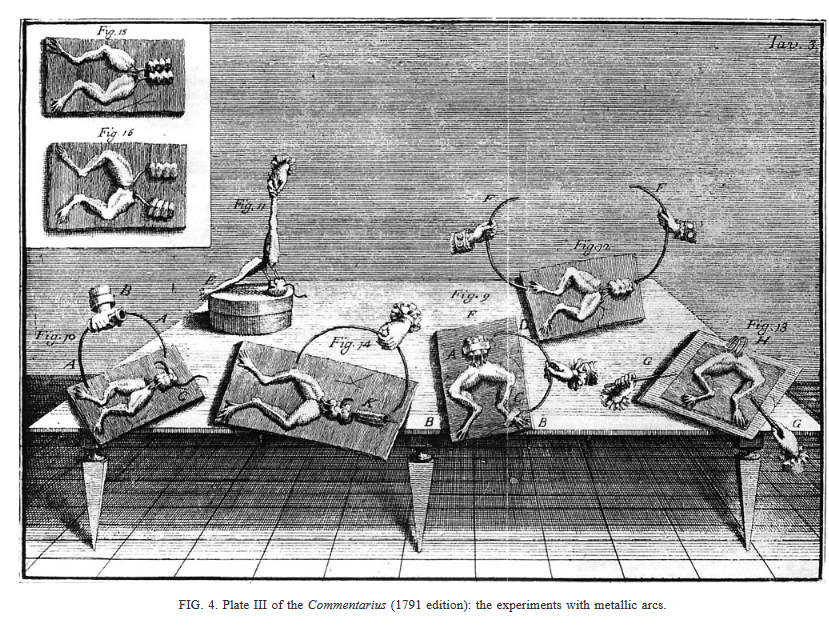 Fig. 15
Tav. 3
Fig. 16
Fig. 11
E
F
F
Fig. 12
B
A
Fig. 9
F
Fig. 10
Fig. 14
D
A
Fig. 13
H
A
G
G
K
C
B
B
G
FIG. 4. Plate III of the Commentarius (1791 edition): the experiments with metallic arcs.